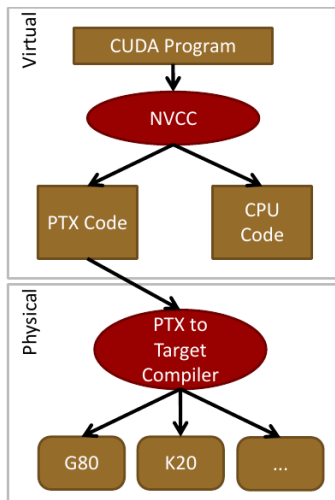 Virtual
CUDA Program
NVCC
PTX Code
CPU
Code
Physical
PTX to
Target
Compiler
G80
K20
...